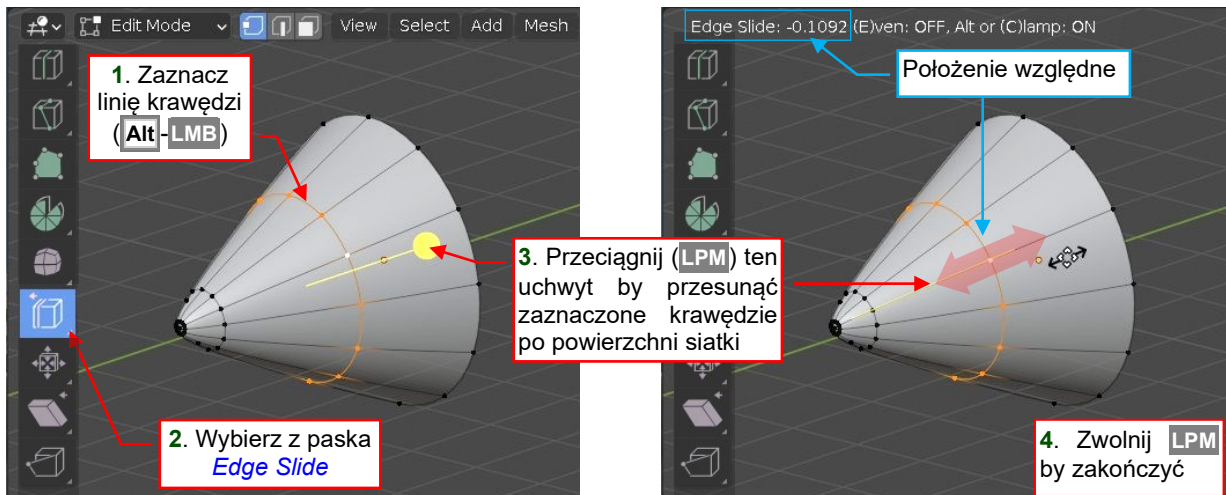 Edit Mode View Select Add Mesh
1. Zaznacz
linię krawędzi
(Alt-LMB)
2. Wybierz z paska
Edge Slide
3. Przeciągnij (LPM) ten
uchwyt by przesunąć
zaznaczone krawędzie
po powierzchni siatki
Edge Slide: -0.1092 (E)ven: OFF, Alt or (C)lamp: ON
Położenie względne
4. Zwolnij LPM
by zakończyć